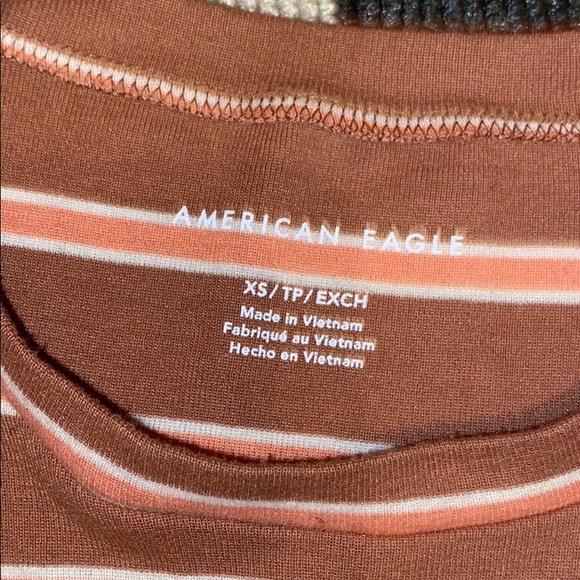 AMERICAN EAGLE
XS/TP/EXCH
Made in Vietnam
Fabriqué au Vietnam
Hecho en Vietnam